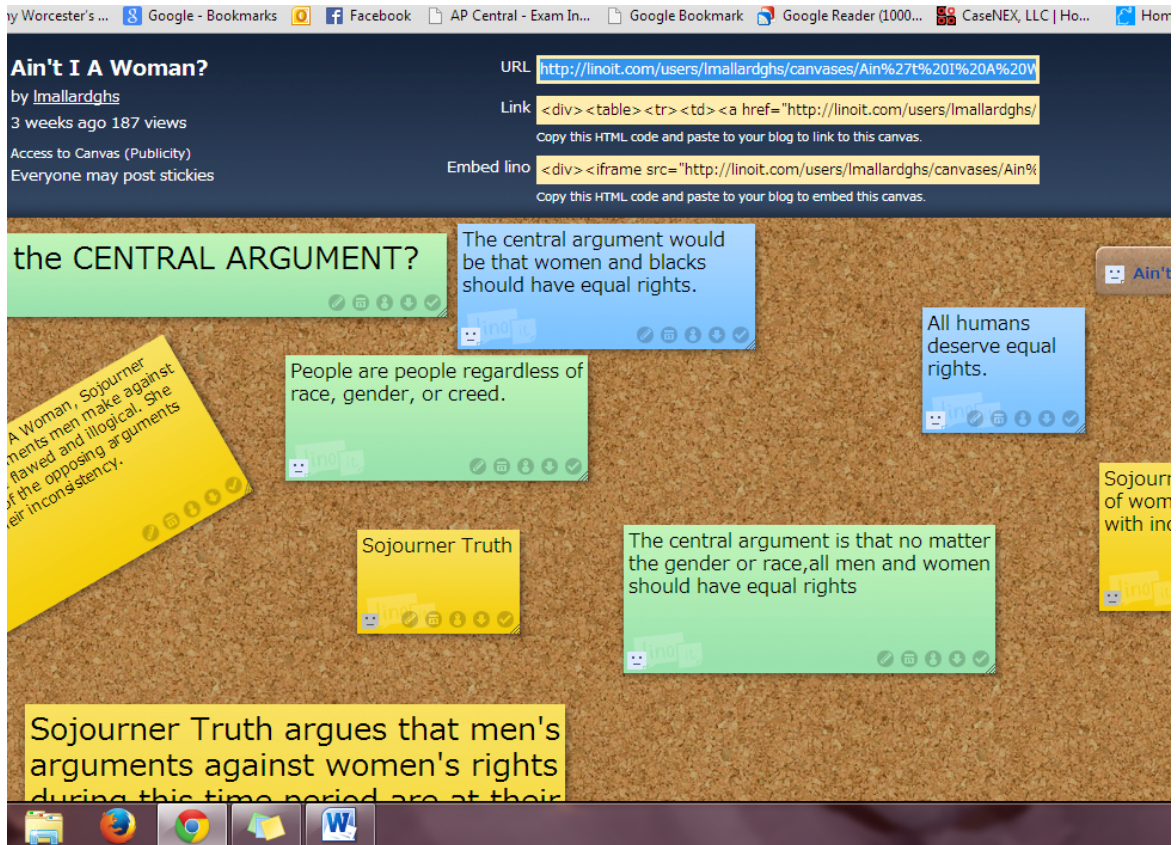 ny Worcester's ... Google - Bookmarks Facebook AP Central - Exam In... Google Bookmark Google Reader (1000... CaseNEX, LLC | Ho... Hom
Ain't I A Woman?
by lmallardghs
3 weeks ago 187 views
Access to Canvas (Publicity)
Everyone may post stickies
URL http://linoit.com/users/lmallardghs/canvases/Ain%27t%20I%20A%20W
Link <div><table><tr><td><a href="http://linoit.com/users/lmallardghs/
Copy this HTML code and paste to your blog to link to this canvas.
Embed lino <div><iframe src="http://linoit.com/users/lmallardghs/canvases/Ain%
Copy this HTML code and paste to your blog to embed this canvas.
the CENTRAL ARGUMENT?
The central argument would
be that women and blacks
should have equal rights.
Ain't
All humans
deserve equal
rights.
People are people regardless of
race, gender, or creed.
A Woman, Sojourner
ments men make against
flawed and illogical. She
of the opposing arguments
eir inconsistency.
Sojourn
of wom
with inc
Sojourner Truth
The central argument is that no matter
the gender or race,all men and women
should have equal rights
Sojourner Truth argues that men's
arguments against women's rights
during this time period are at their